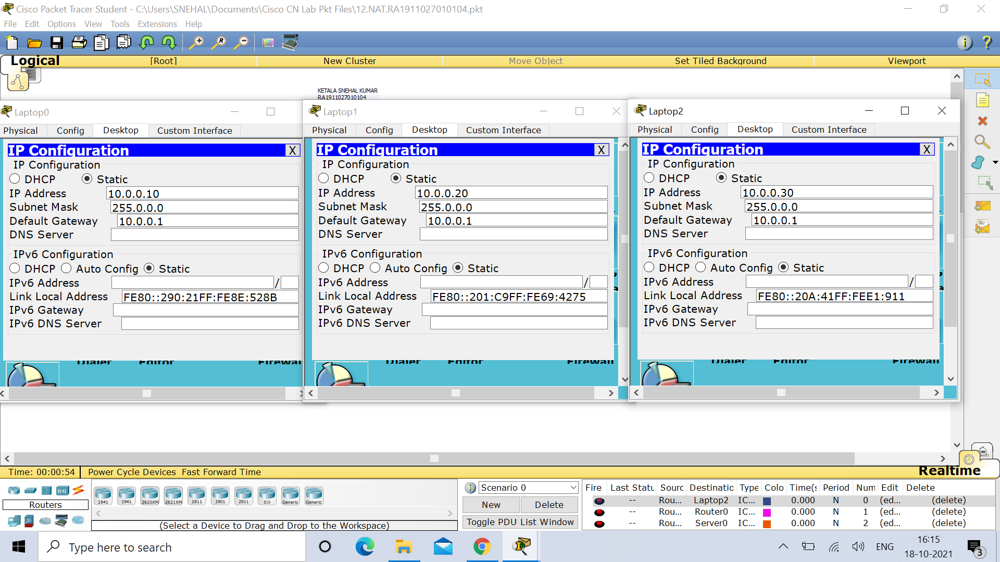 Cisco Packet Tracer Student - C:\Users\SNEHAL\Documents\Cisco CN Lab Pkt Files\12.NAT.RA1911027010104.pkt
File Edit Options View Tools Extensions Help
Logical [Root] New Cluster Move Object Set Tiled Background Viewport
KETALA SNEHAL KUMAR
RA1911027010104
Laptop0
Physical Config Desktop Custom Interface
IP Configuration X
IP Configuration
DHCP Static
IP Address 10.0.0.10
Subnet Mask 255.0.0.0
Default Gateway 10.0.0.1
DNS Server
IPv6 Configuration
DHCP Auto Config Static
IPv6 Address /
Link Local Address FE80::290:21FF:FE8E:528B
IPv6 Gateway
IPv6 DNS Server
Dialer Editor Firewall
Laptop1
Physical Config Desktop Custom Interface
IP Configuration X
IP Configuration
DHCP Static
IP Address 10.0.0.20
Subnet Mask 255.0.0.0
Default Gateway 10.0.0.1
DNS Server
IPv6 Configuration
DHCP Auto Config Static
IPv6 Address /
Link Local Address FE80::201:C9FF:FE69:4275
IPv6 Gateway
IPv6 DNS Server
Dialer Editor Firewall
Laptop2
Physical Config Desktop Custom Interface
IP Configuration X
IP Configuration
DHCP Static
IP Address 10.0.0.30
Subnet Mask 255.0.0.0
Default Gateway 10.0.0.1
DNS Server
IPv6 Configuration
DHCP Auto Config Static
IPv6 Address /
Link Local Address FE80::20A:41FF:FEE1:911
IPv6 Gateway
IPv6 DNS Server
Dialer Editor Firewall
Time: 00:00:54 Power Cycle Devices Fast Forward Time Realtime
Routers
1841 1941 2620XM 2621XM 2811 2901 2911 819 Generic Generic
(Select a Device to Drag and Drop to the Workspace)
Scenario 0
New Delete
Toggle PDU List Window
Fire Last Statu Sourc Destinatio Type Colo Time(s Period Num Edit Delete
-- Rou... Laptop2 IC... 0.000 N 0 (ed... (delete)
-- Rou... Router0 IC... 0.000 N 1 (ed... (delete)
-- Rou... Server0 IC... 0.000 N 2 (ed... (delete)
Type here to search
ENG
16:15
18-10-2021
3